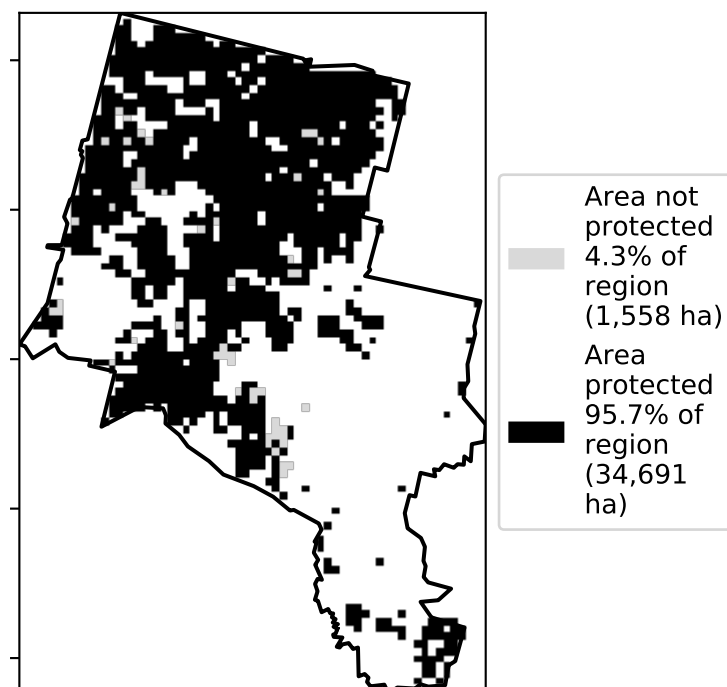 Area not
protected
4.3% of
region
(1,558 ha)
Area
protected
95.7% of
region
(34,691
ha)